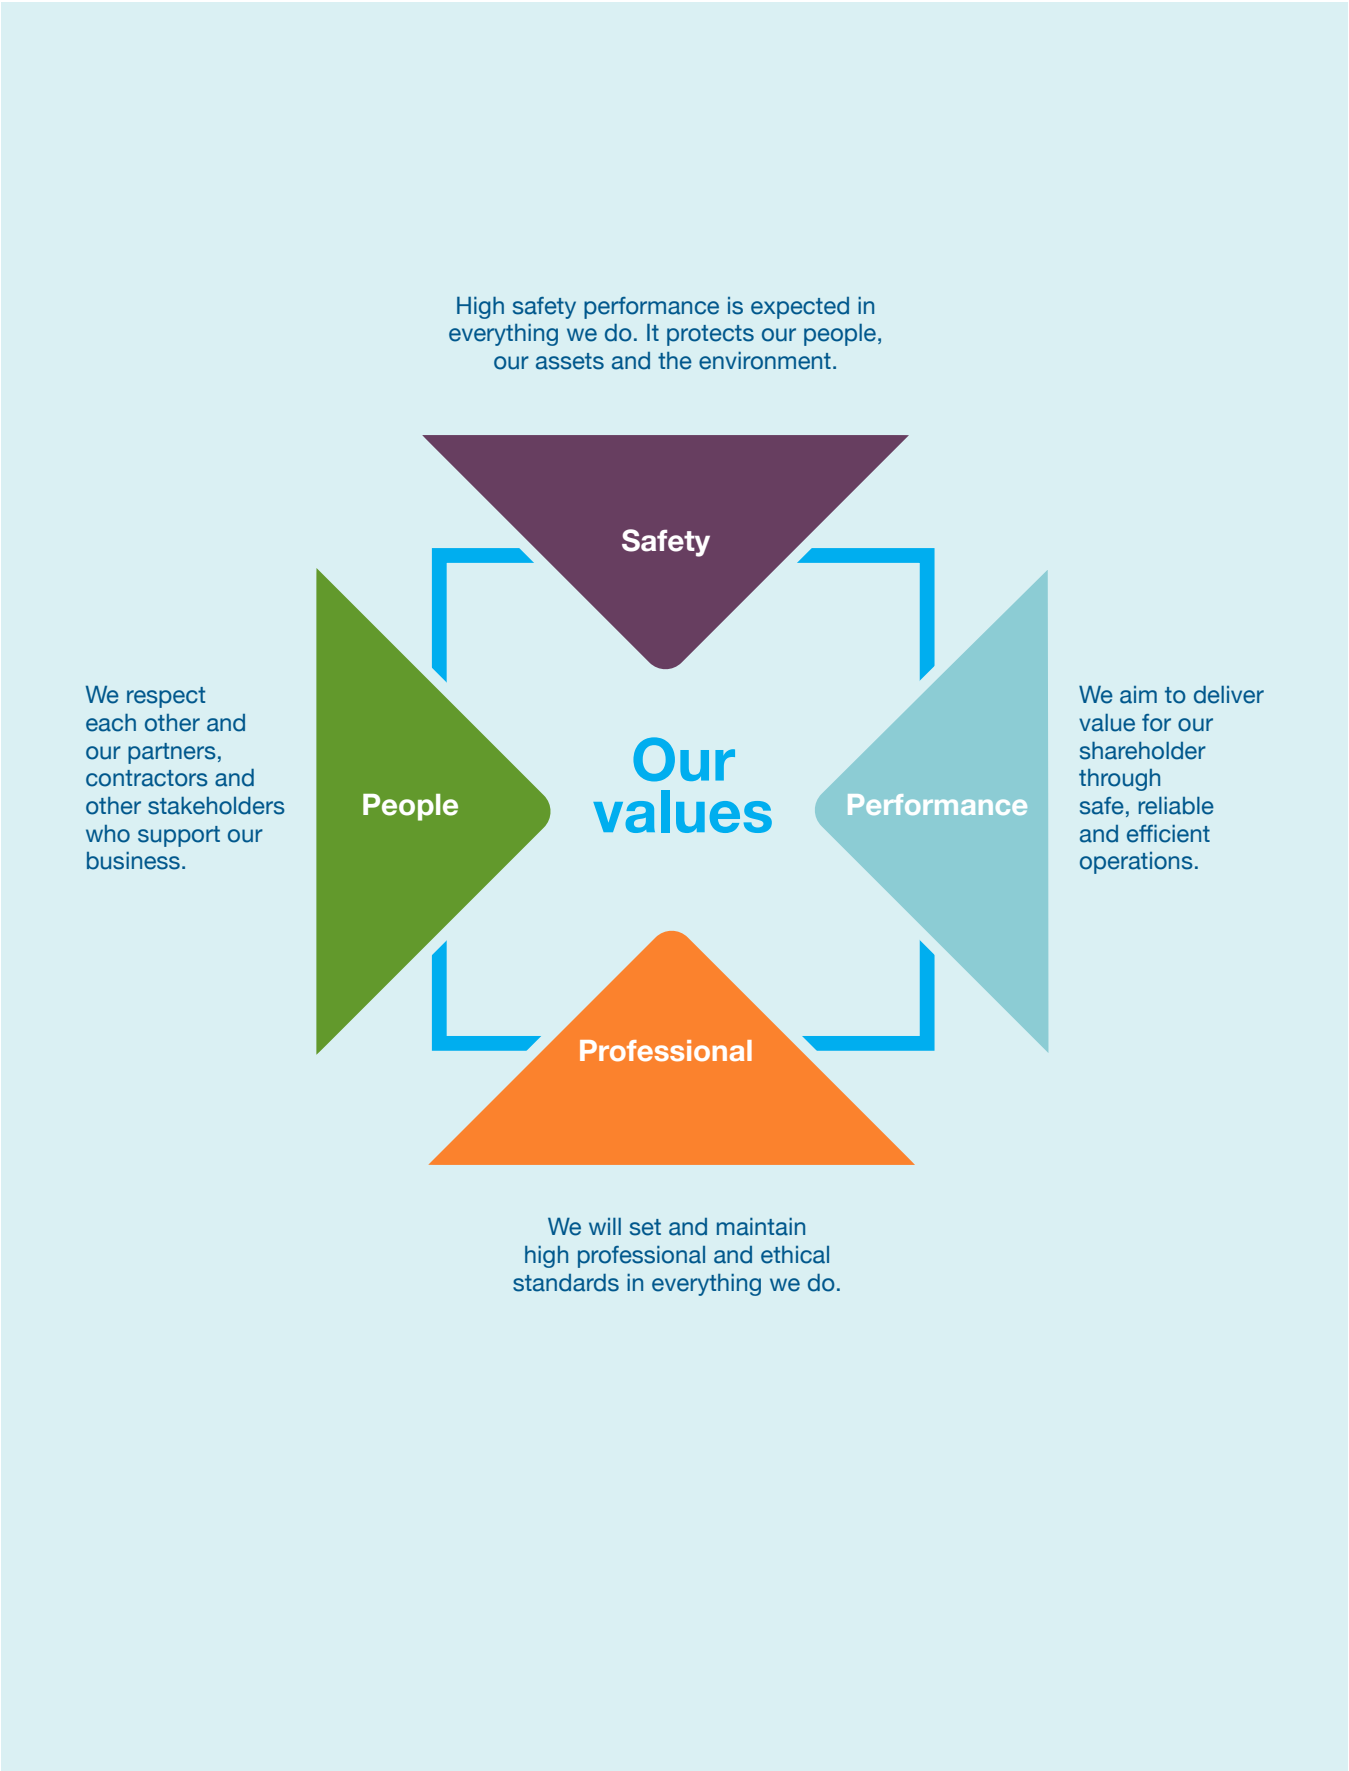 High safety performance is expected in
everything we do. It protects our people,
our assets and the environment.
Safety
We respect
each other and
our partners,
contractors and
other stakeholders
who support our
business.
People
Our
values
Performance
We aim to deliver
value for our
shareholder
through
safe, reliable
and efficient
operations.
Professional
We will set and maintain
high professional and ethical
standards in everything we do.